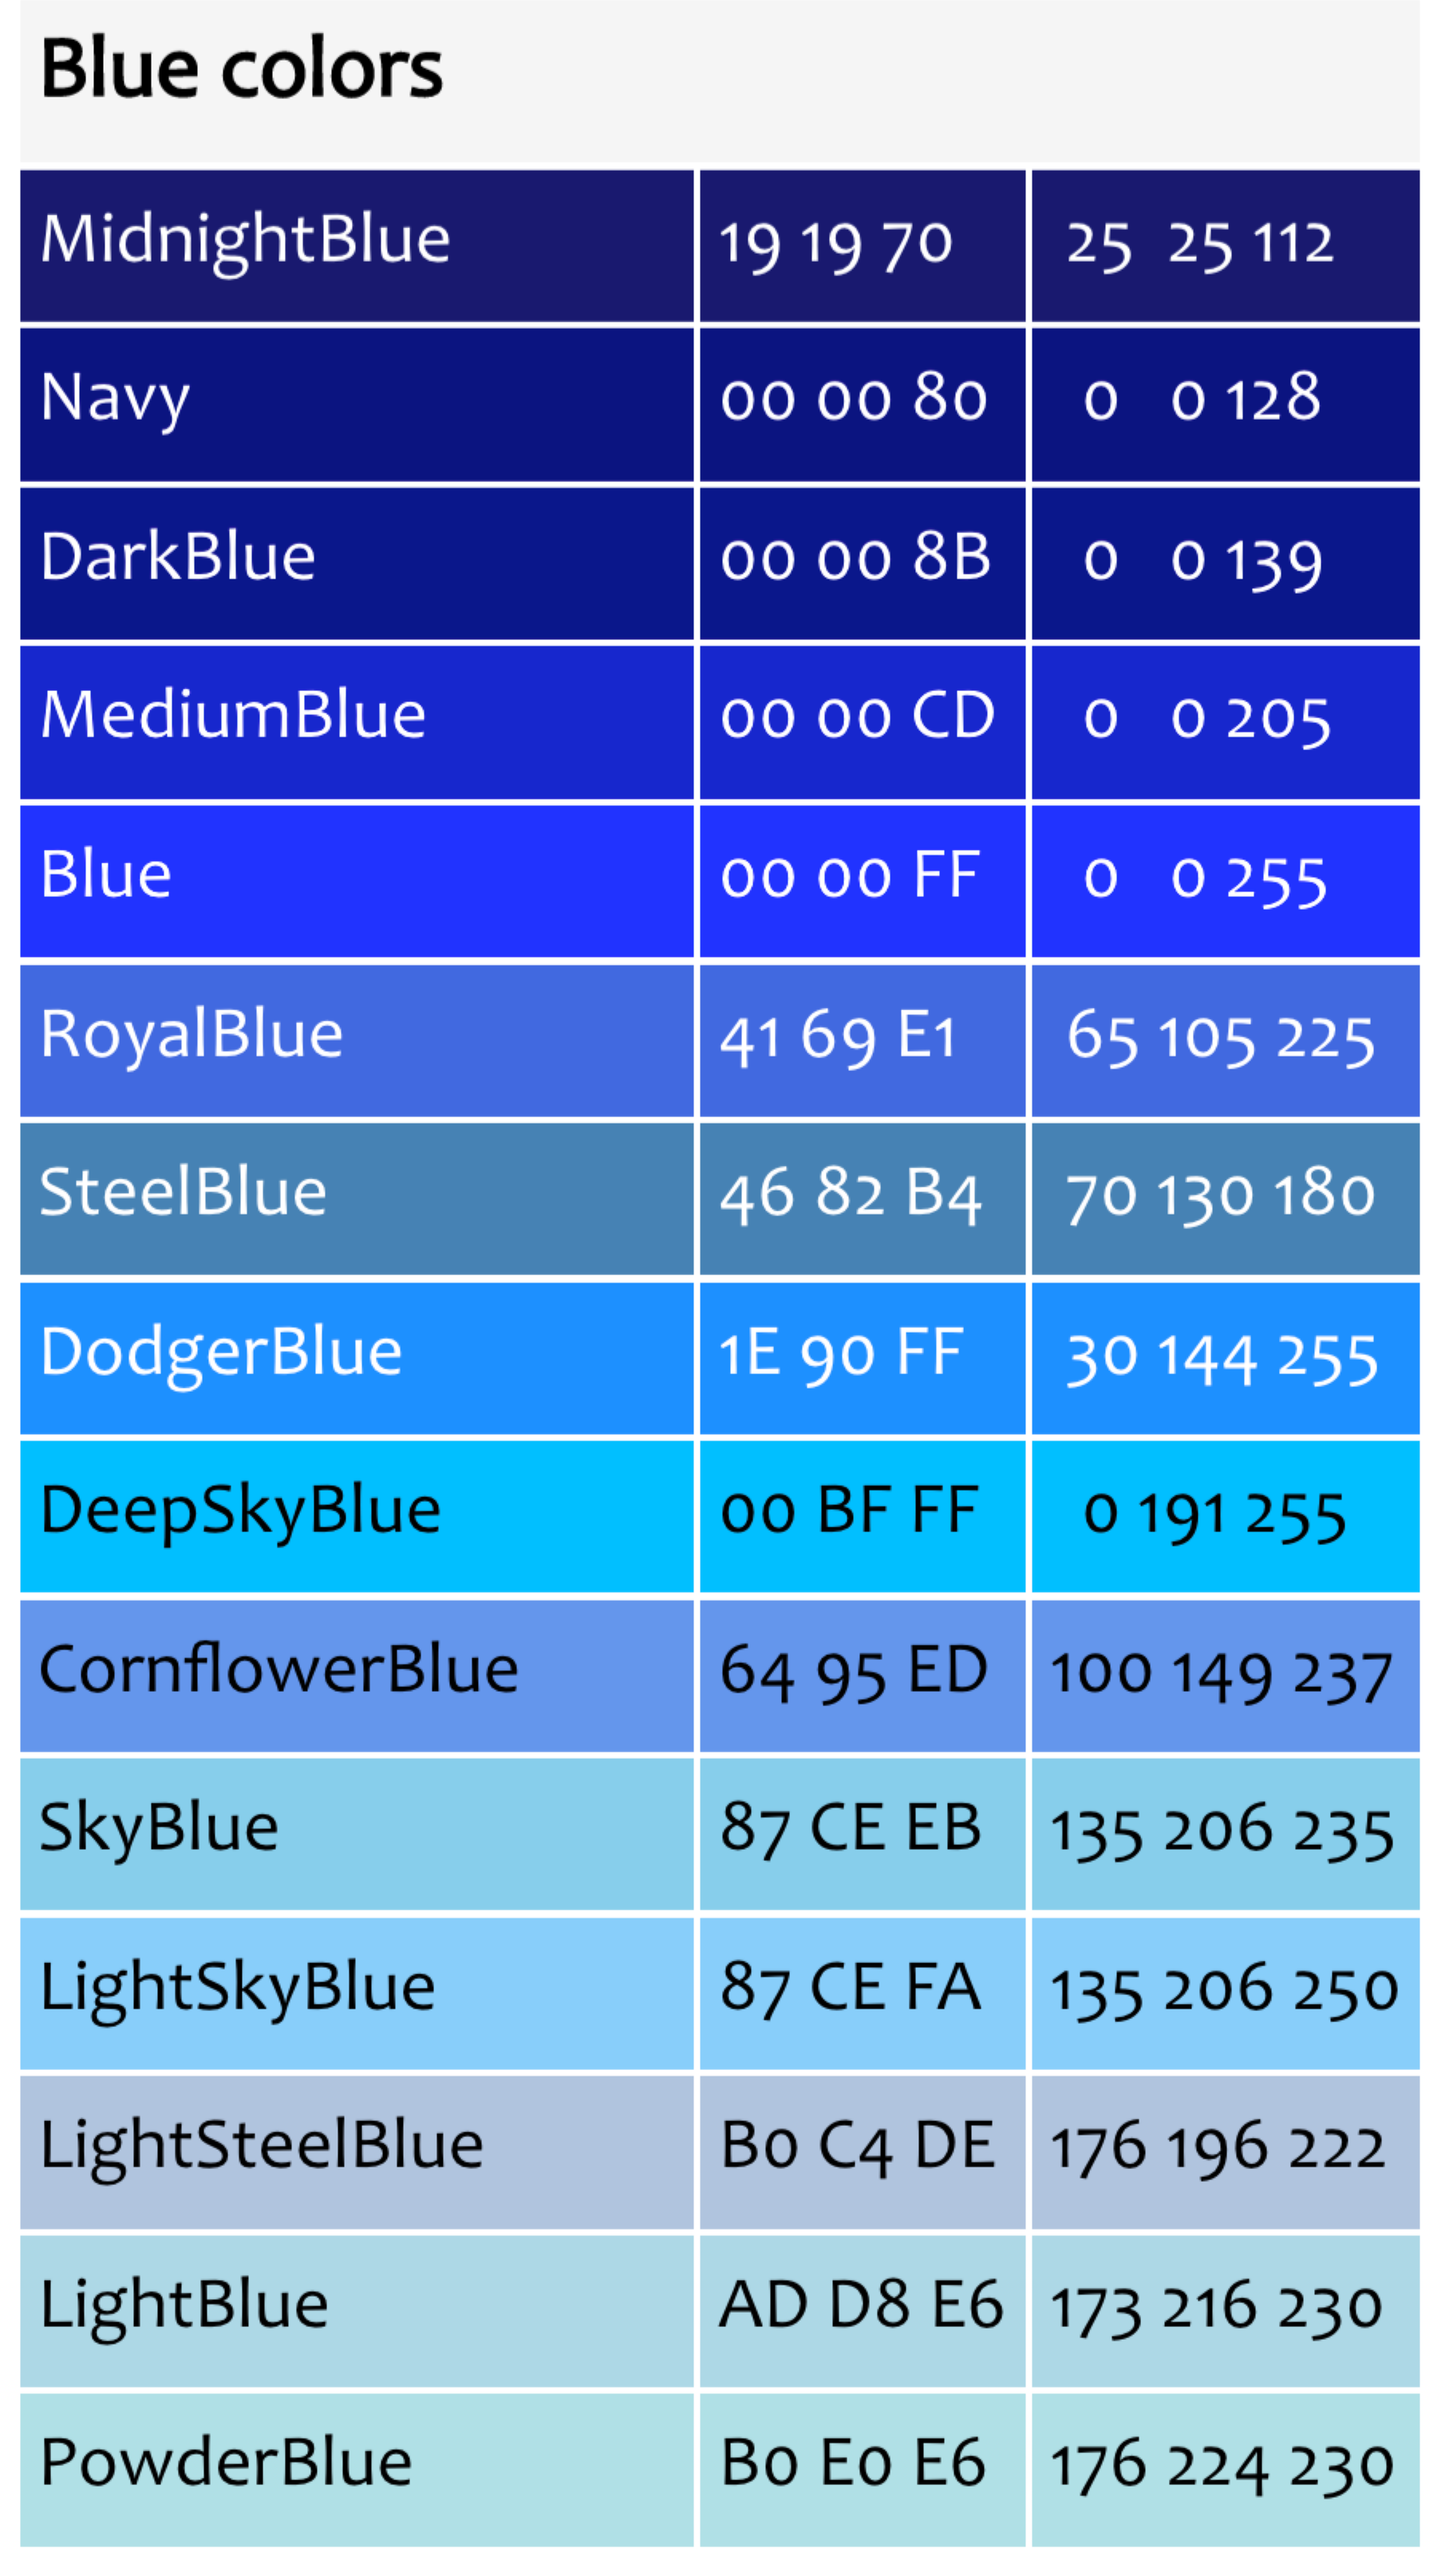 Blue colors
MidnightBlue 19 19 70 25 25 112
Navy 00 00 80 0 0 128
DarkBlue 00 00 8B 0 0 139
MediumBlue 00 00 CD 0 0 205
Blue 00 00 FF 0 0 255
RoyalBlue 41 69 E1 65 105 225
SteelBlue 46 82 B4 70 130 180
DodgerBlue 1E 90 FF 30 144 255
DeepSkyBlue 00 BF FF 0 191 255
CornflowerBlue 64 95 ED 100 149 237
SkyBlue 87 CE EB 135 206 235
LightSkyBlue 87 CE FA 135 206 250
LightSteelBlue B0 C4 DE 176 196 222
LightBlue AD D8 E6 173 216 230
PowderBlue B0 E0 E6 176 224 230